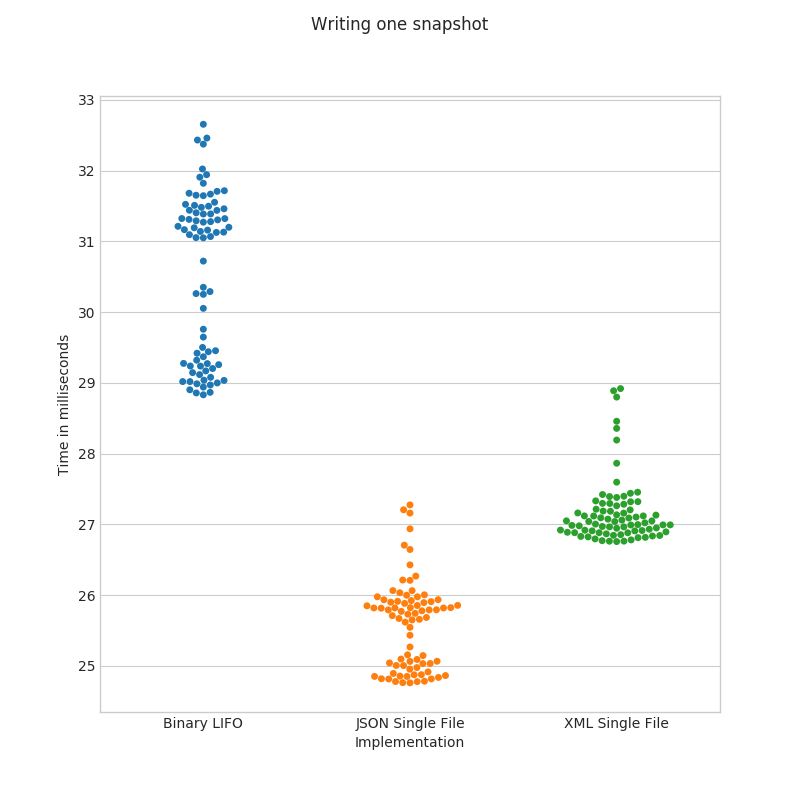 Writing one snapshot
33
32
31
30
29
28
27
26
25
Time in milliseconds
Binary LIFO
JSON Single File
XML Single File
Implementation